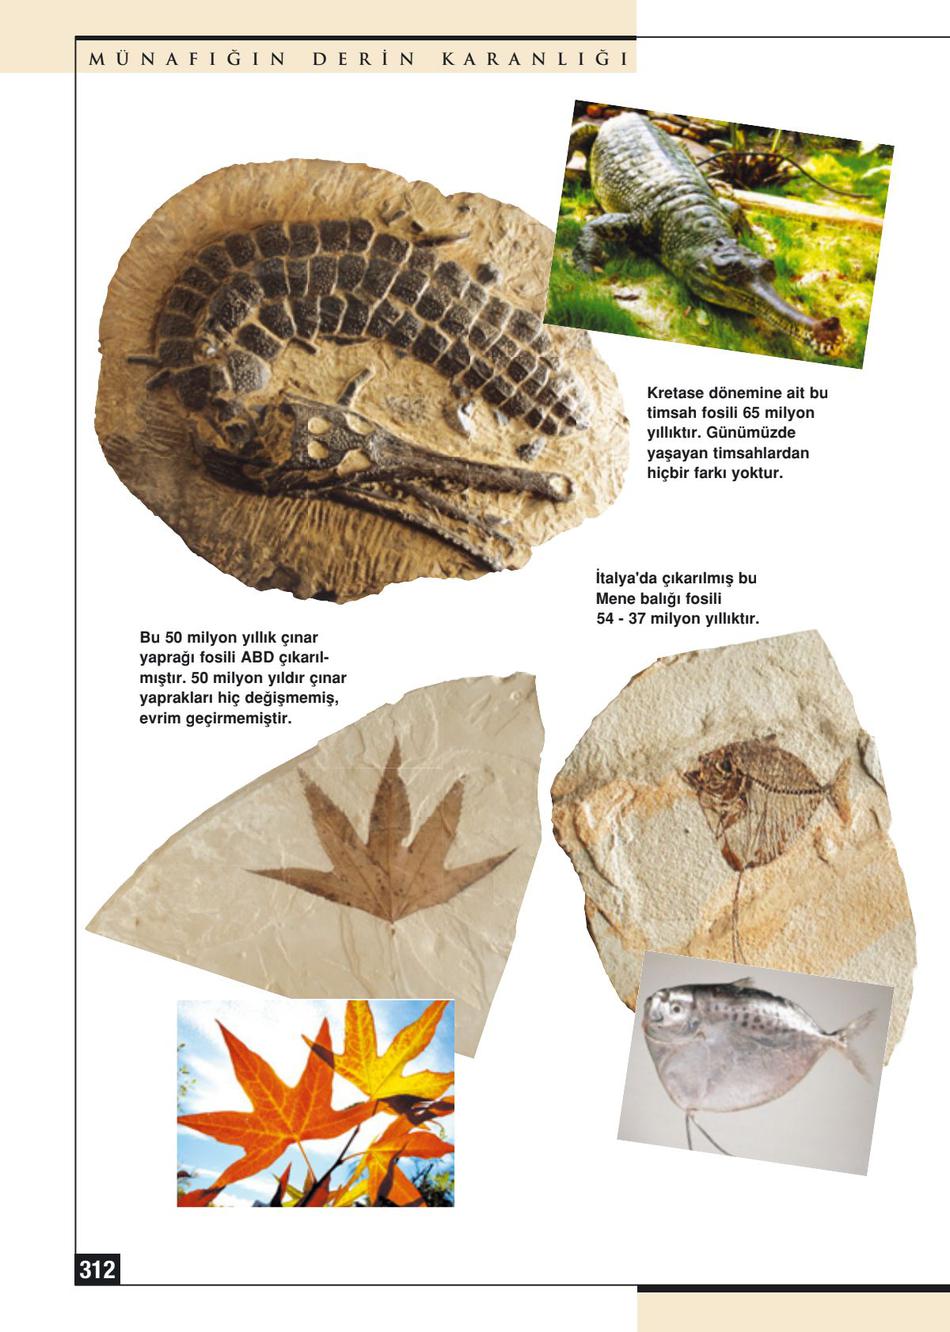 MÜNAFIĞIN DERİN KARANLIĞI
Kretase dönemine ait bu
timsah fosili 65 milyon
yıllıktır. Günümüzde
yaşayan timsahlardan
hiçbir farkı yoktur.
İtalya'da çıkarılmış bu
Mene balığı fosili
54 - 37 milyon yıllıktır.
Bu 50 milyon yıllık çınar
yaprağı fosili ABD çıkarıl-
mıştır. 50 milyon yıldır çınar
yaprakları hiç değişmemiş,
evrim geçirmemiştir.
312